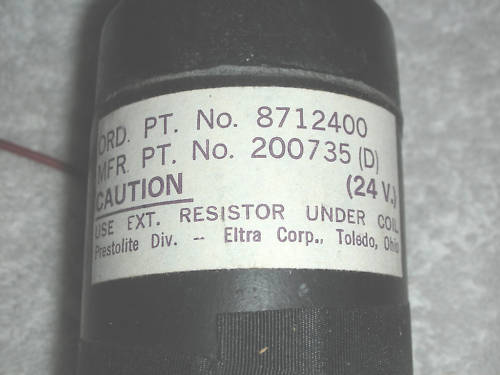 ORD. PT. No. 8712400
MFR. PT. No. 200735 (D)
CAUTION (24 V.)
USE EXT. RESISTOR UNDER COIL
Prestolite Div. -- Eltra Corp., Toledo, Ohio